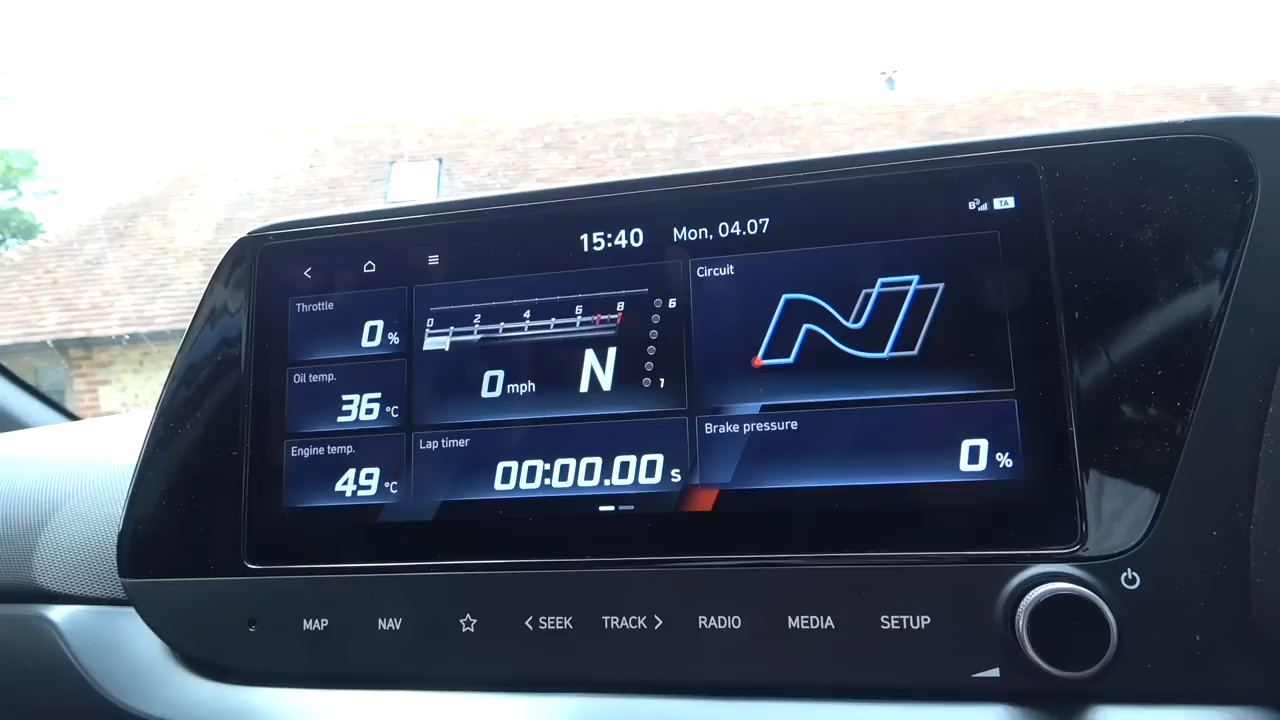 15:40 Mon, 04.07
TA
Throttle
0 %
Oil temp.
36 °C
Engine temp.
49 °C
0 2 4 6 8
6
1
0 mph
N
Lap timer
00:00.00 S
Circuit
Brake pressure
0 %
MAP NAV < SEEK TRACK > RADIO MEDIA SETUP